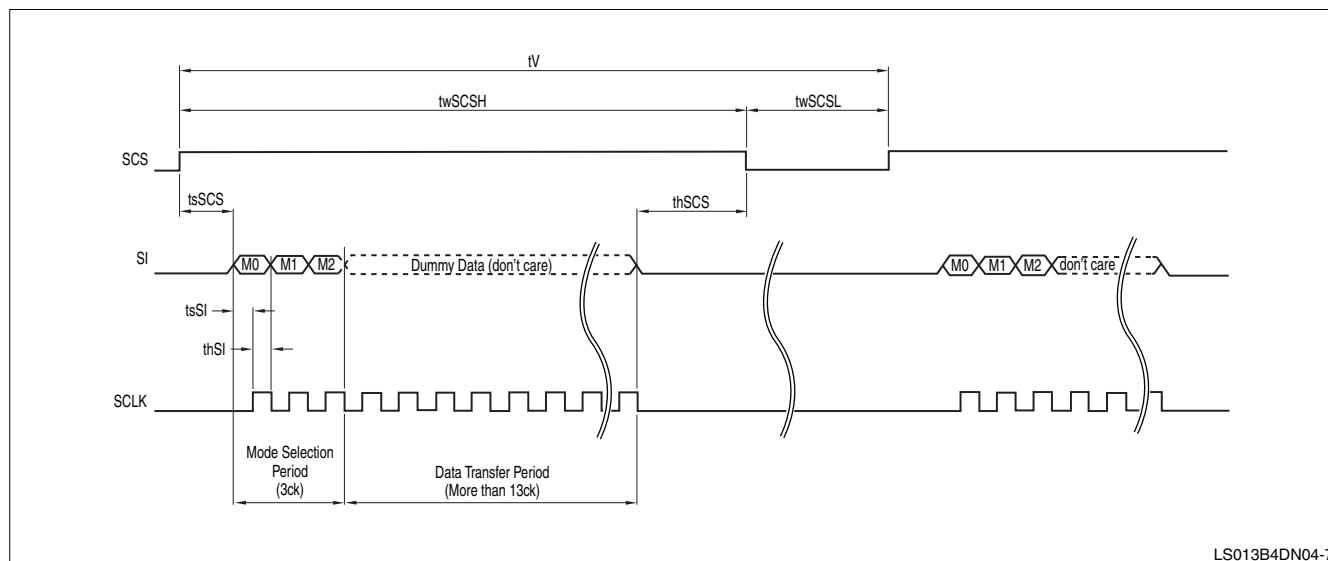 tV
twSCSH
twSCSL
SCS
tsSCS
thSCS
SI
M0
M1
M2
Dummy Data (don't care)
M0
M1
M2
don't care
tsSI
thSI
SCLK
Mode Selection
Period
(3ck)
Data Transfer Period
(More than 13ck)
LS013B4DN04-7